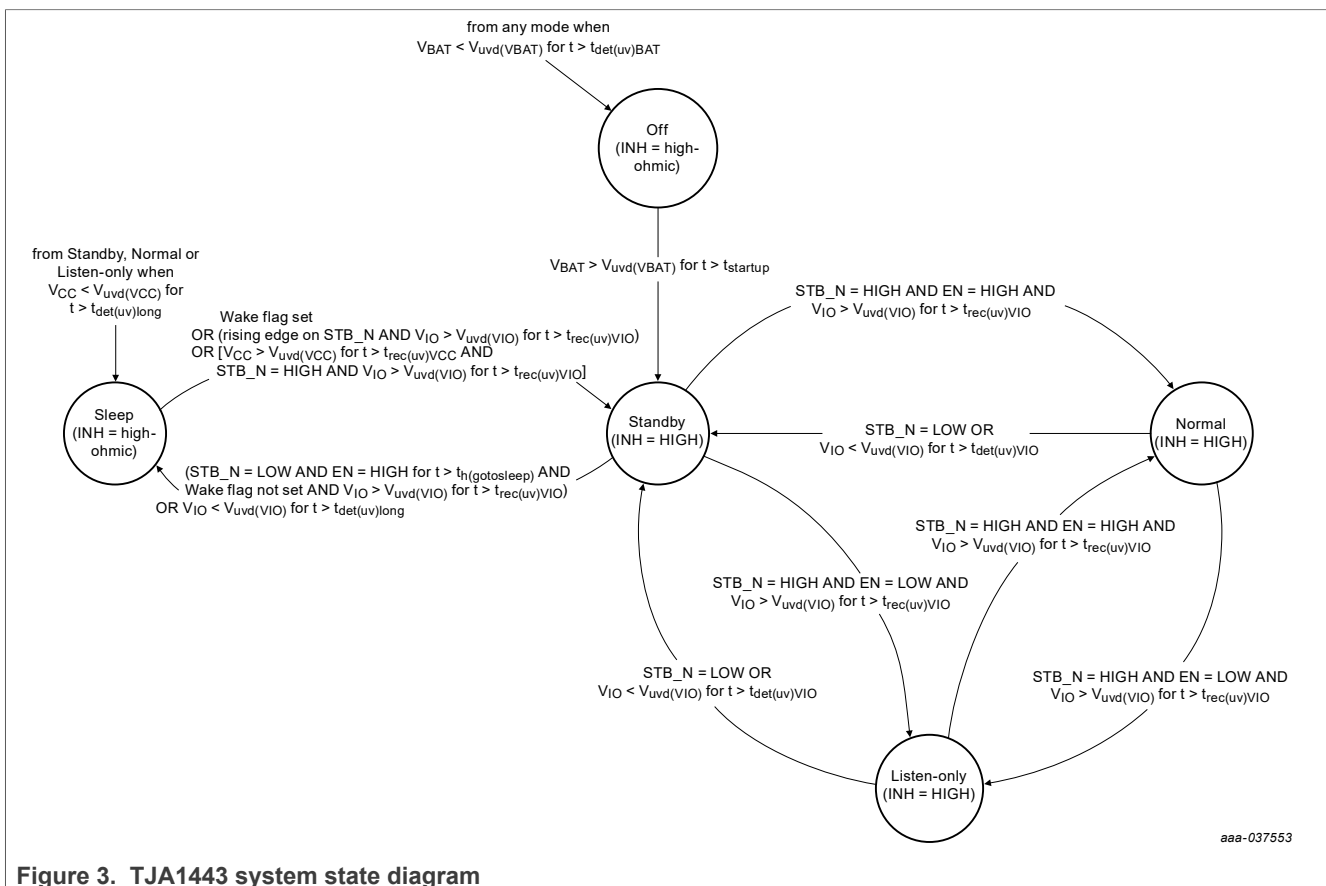 from any mode when
VBAT < Vuvd(VBAT) for t > tdet(uv)BAT
Off
(INH = high-
ohmic)
VBAT > Vuvd(VBAT) for t > tstartup
from Standby, Normal or
Listen-only when
VCC < Vuvd(VCC) for
t > tdet(uv)long
Wake flag set
OR (rising edge on STB_N AND VIO > Vuvd(VIO) for t > trec(uv)VIO)
OR [VCC > Vuvd(VCC) for t > trec(uv)VCC AND
STB_N = HIGH AND VIO > Vuvd(VIO) for t > trec(uv)VIO]
STB_N = HIGH AND EN = HIGH AND
VIO > Vuvd(VIO) for t > trec(uv)VIO
Sleep
(INH = high-
ohmic)
Standby
(INH = HIGH)
STB_N = LOW OR
VIO < Vuvd(VIO) for t > tdet(uv)VIO
Normal
(INH = HIGH)
(STB_N = LOW AND EN = HIGH for t > th(gotosleep) AND
Wake flag not set AND VIO > Vuvd(VIO) for t > trec(uv)VIO)
OR VIO < Vuvd(VIO) for t > tdet(uv)long
STB_N = HIGH AND EN = HIGH AND
VIO > Vuvd(VIO) for t > trec(uv)VIO
STB_N = HIGH AND EN = LOW AND
VIO > Vuvd(VIO) for t > trec(uv)VIO
STB_N = LOW OR
VIO < Vuvd(VIO) for t > tdet(uv)VIO
STB_N = HIGH AND EN = LOW AND
VIO > Vuvd(VIO) for t > trec(uv)VIO
Listen-only
(INH = HIGH)
aaa-037553
Figure 3. TJA1443 system state diagram